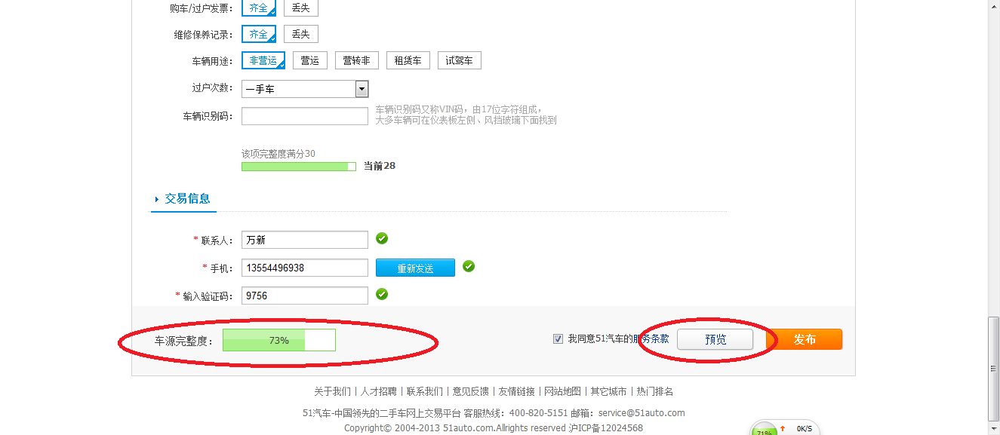 购车/过户发票： 齐全 丢失
维修保养记录： 齐全 丢失
车辆用途： 非营运 营运 营转非 租赁车 试驾车
过户次数： 一手车
车辆识别码： 车辆识别码又称VIN码，由17位字符组成，
大多车辆可在仪表板左侧、风挡玻璃下面找到
该项完整度满分30
当前28
交易信息
* 联系人： 万新
* 手机： 13554496938 重新发送
* 输入验证码： 9756
车源完整度： 73% 我同意51汽车的服务条款 预览 发布
关于我们 | 人才招聘 | 联系我们 | 意见反馈 | 友情链接 | 网站地图 | 其它城市 | 热门排名
51汽车-中国领先的二手车网上交易平台 客服热线：400-820-5151 邮箱：service@51auto.com
Copyright© 2004-2013 51auto.com.Allrights reserved 沪ICP备12024568
71% 0K/S